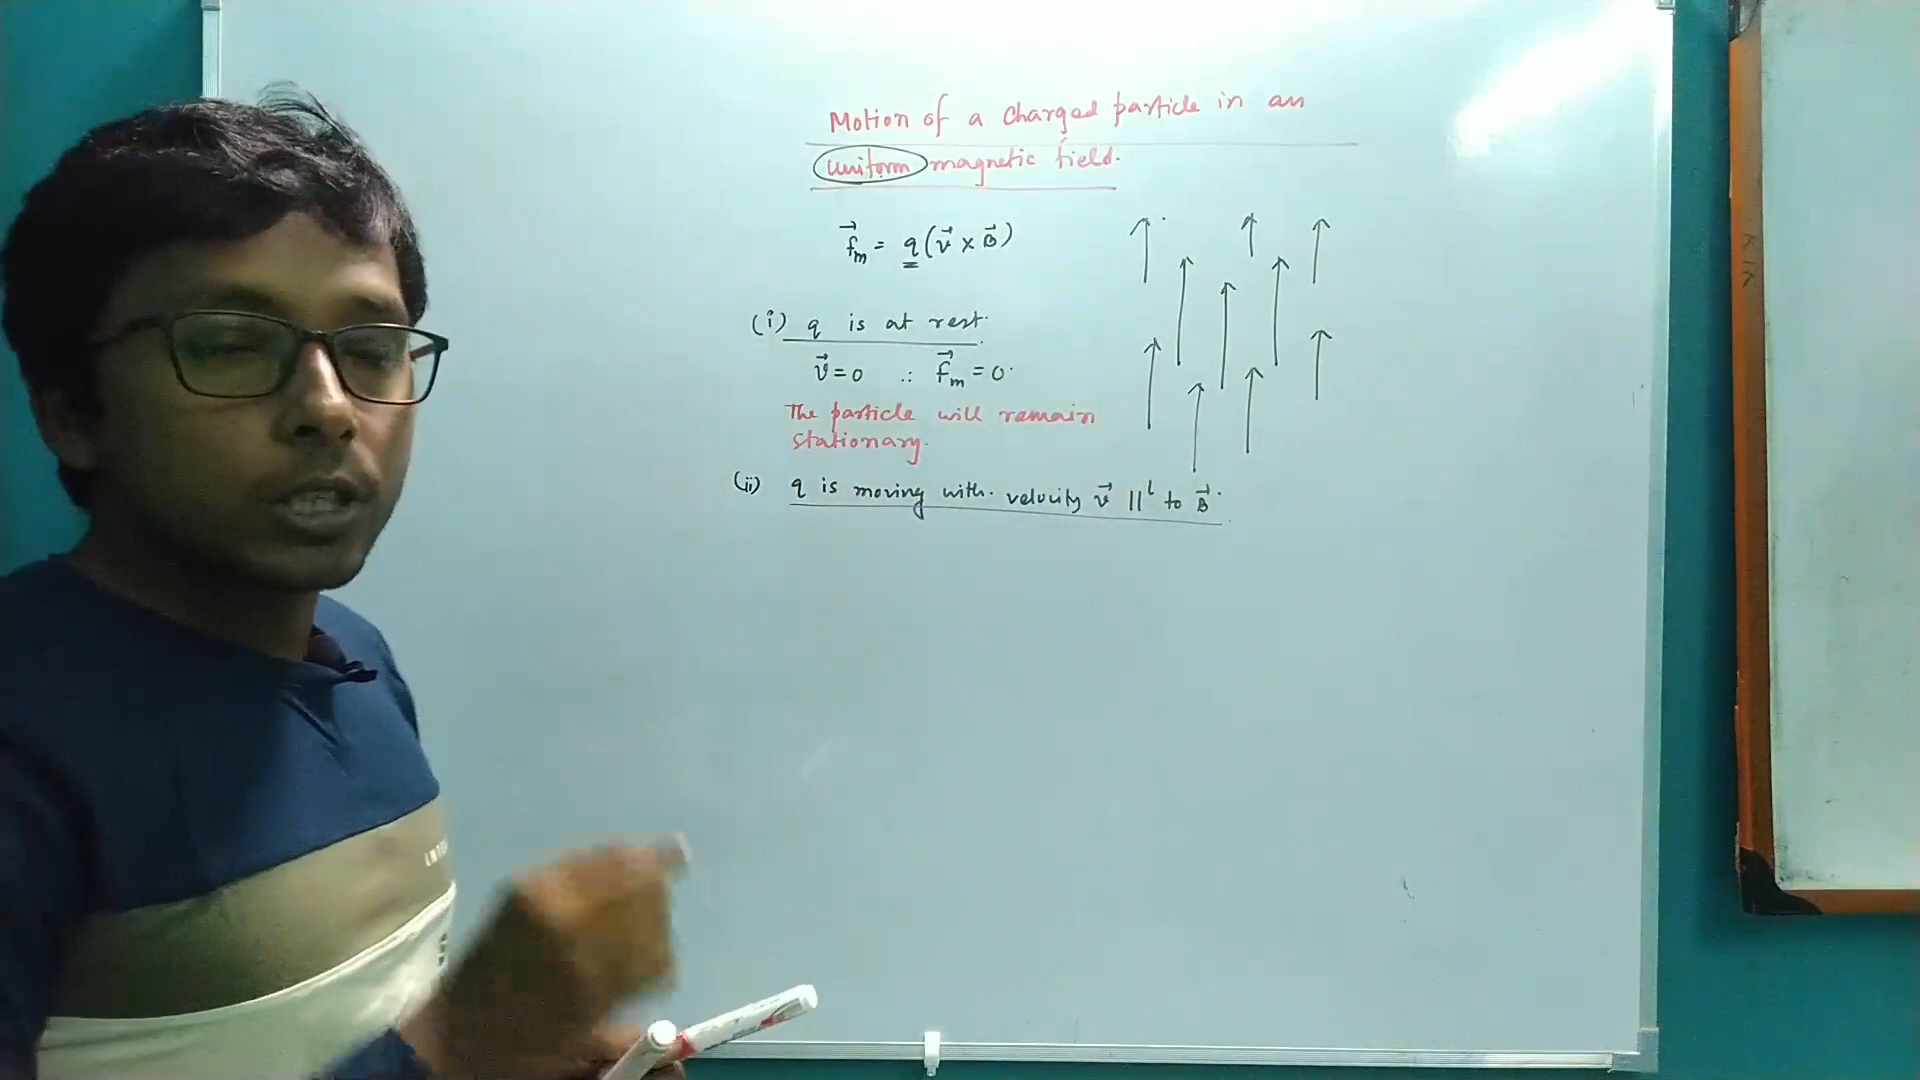 Motion of a charged particle in an
uniform magnetic field.
f⃗m = q(v⃗ × B⃗)
(i) q is at rest.
v⃗ = 0 ∴ f⃗m = 0.
The particle will remain
stationary.
(ii) q is moving with velocity v⃗ ||l to B⃗.